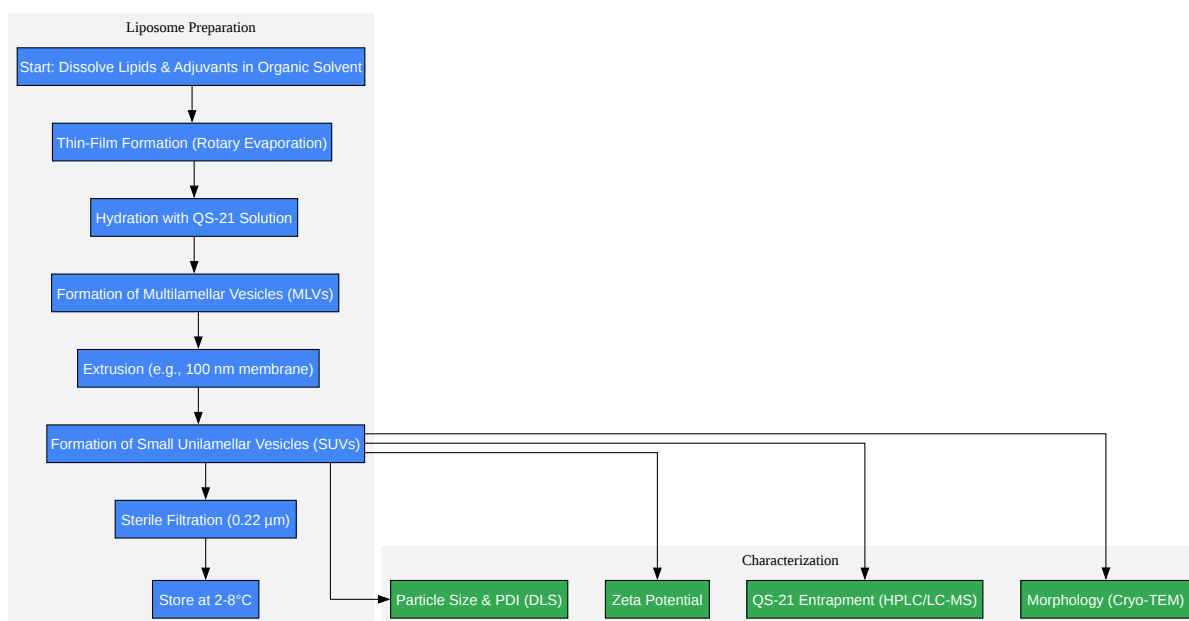 Liposome Preparation
Start: Dissolve Lipids & Adjuvants in Organic Solvent
Thin-Film Formation (Rotary Evaporation)
Hydration with QS-21 Solution
Formation of Multilamellar Vesicles (MLVs)
Extrusion (e.g., 100 nm membrane)
Formation of Small Unilamellar Vesicles (SUVs)
Sterile Filtration (0.22 µm)
Store at 2-8°C
Characterization
Particle Size & PDI (DLS)
Zeta Potential
QS-21 Entrapment (HPLC/LC-MS)
Morphology (Cryo-TEM)